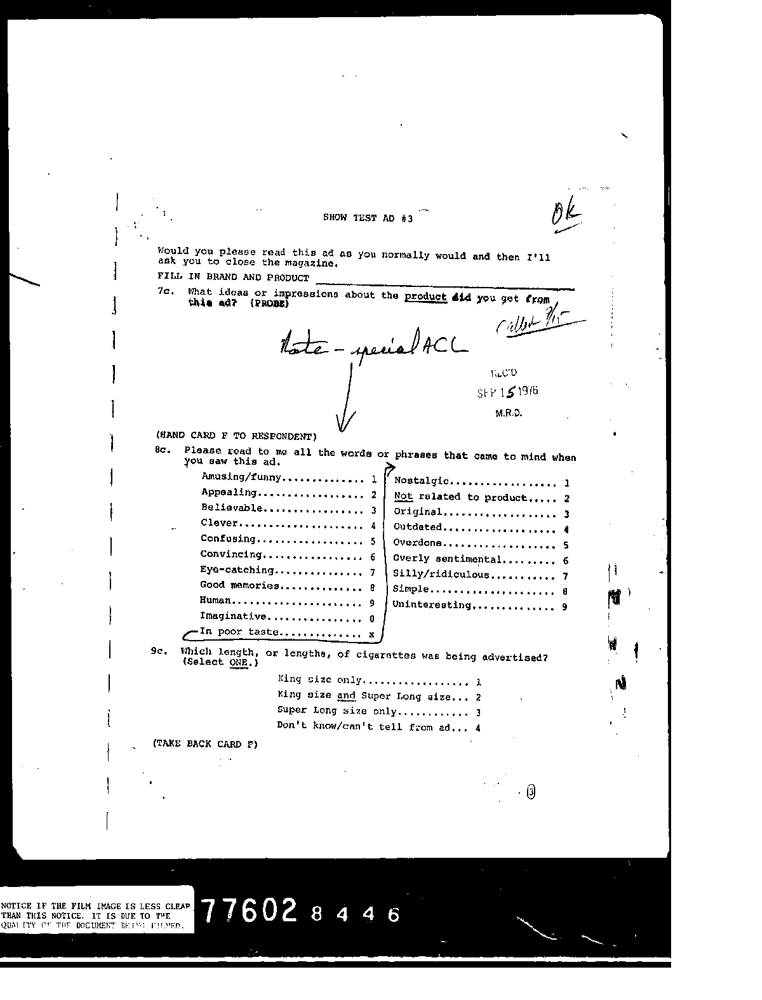 SHOW TEST AD #3
OK
Would you please read this ad as you normally would and then I'll
ask you to close the magazine.
FILL IN BRAND AND PRODUCT
7c. What ideas or impressions about the product did you get from
this ad? (PROBE)
Called 9/15
Note - special ACL
REC'D
SEP 15 1976
M.R.D.
(HAND CARD F TO RESPONDENT)
8c. Please read to me all the words or phrases that came to mind when
you saw this ad.
Amusing/funny.............. 1
Appealing.................. 2
Believable................. 3
Clever..................... 4
Confusing.................. 5
Convincing................. 6
Eye-catching............... 7
Good memories.............. 8
Human...................... 9
Imaginative................ 0
In poor taste.............. x
Nostalgic.................. 1
Not related to product..... 2
Original................... 3
Outdated................... 4
Overdone................... 5
Overly sentimental......... 6
Silly/ridiculous........... 7
Simple..................... 8
Uninteresting.............. 9
9c. Which length, or lengths, of cigarettes was being advertised?
(Select ONE.)
King size only.................. 1
King size and Super Long size... 2
Super Long size only............ 3
Don't know/can't tell from ad... 4
(TAKE BACK CARD F)
3
NOTICE IF THE FILM IMAGE IS LESS CLEAR
THAN THIS NOTICE, IT IS DUE TO THE
QUALITY OF THE DOCUMENT BEING FILMED.
77602 8446